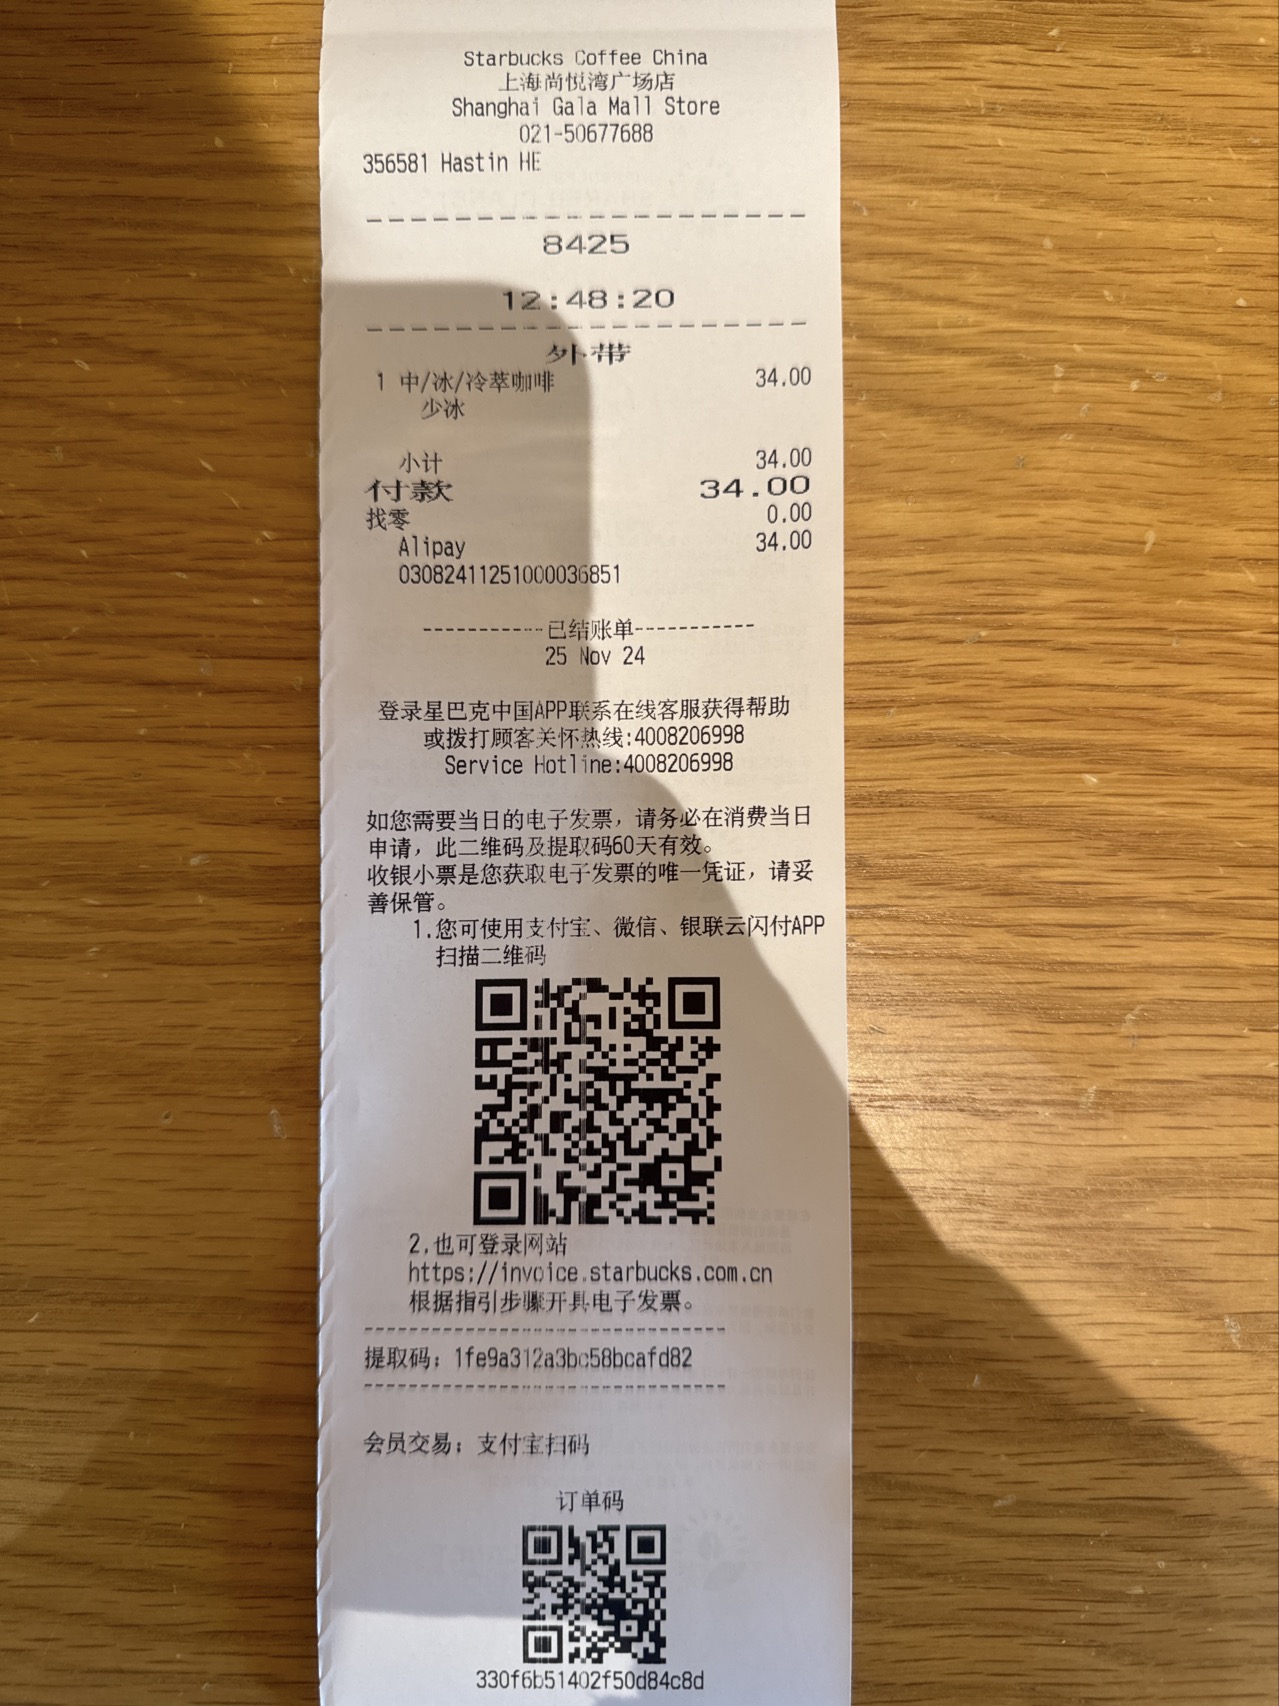 Starbucks Coffee China
上海尚悦湾广场店
Shanghai Gala Mall Store
021-50677688
356581 Hastin HE
8425
12:48:20
外带
1 中/冰/冷萃咖啡 34.00
少冰
小计 34.00
付款 34.00
找零 0.00
Alipay 34.00
03082411251000036851
-----------已结账单-----------
25 Nov 24
登录星巴克中国APP联系在线客服获得帮助
或拨打顾客关怀热线:4008206998
Service Hotline:4008206998
如您需要当日的电子发票，请务必在消费当日
申请，此二维码及提取码60天有效。
收银小票是您获取电子发票的唯一凭证，请妥
善保管。
1.您可使用支付宝、微信、银联云闪付APP
扫描二维码
2.也可登录网站
https://invoice.starbucks.com.cn
根据指引步骤开具电子发票。
提取码：1fe9a312a3bc58bcafd82
会员交易：支付宝扫码
订单码
330f6b51402f50d84c8d